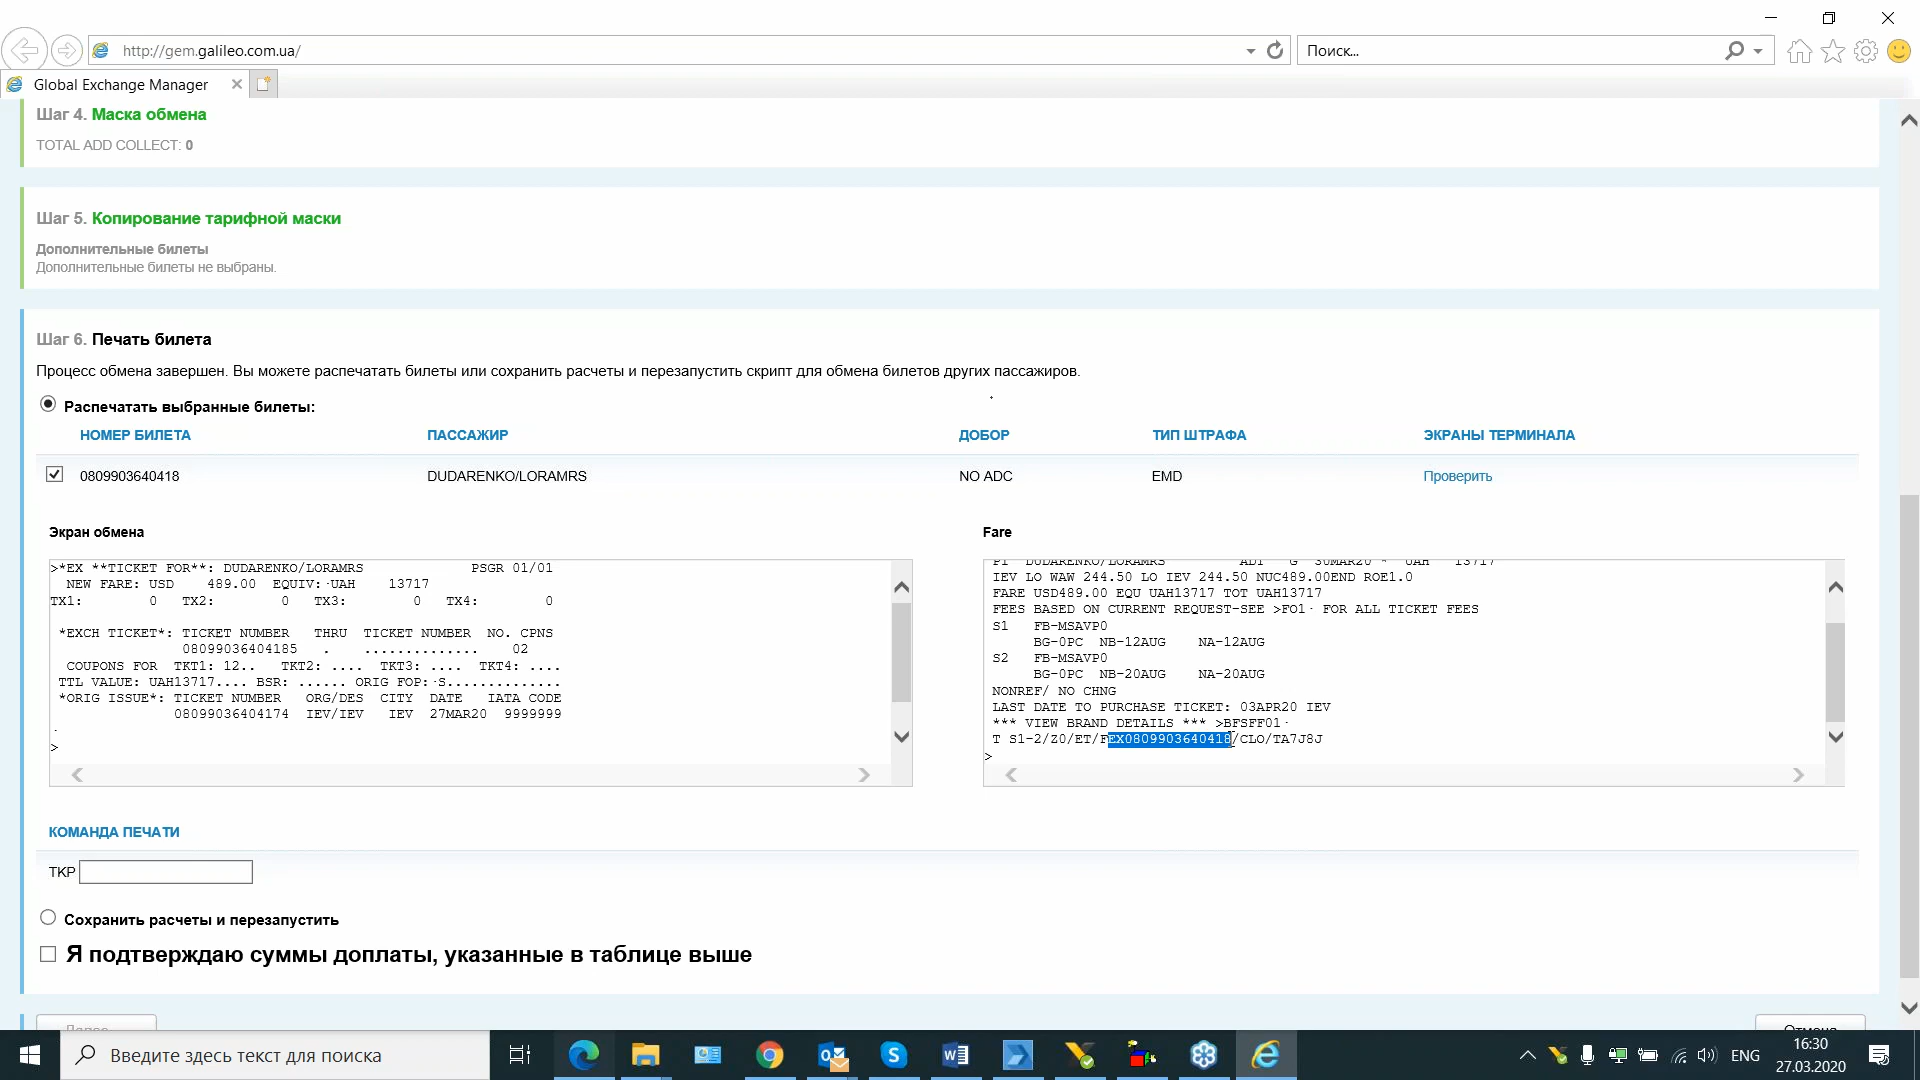 http://gem.galileo.com.ua/
Поиск...
Global Exchange Manager
Шаг 4. Маска обмена
TOTAL ADD COLLECT: 0
Шаг 5. Копирование тарифной маски
Дополнительные билеты
Дополнительные билеты не выбраны.
Шаг 6. Печать билета
Процесс обмена завершен. Вы можете распечатать билеты или сохранить расчеты и перезапустить скрипт для обмена билетов других пассажиров.
Распечатать выбранные билеты:
НОМЕР БИЛЕТА ПАССАЖИР ДОБОР ТИП ШТРАФА ЭКРАНЫ ТЕРМИНАЛА
0809903640418 DUDARENKO/LORAMRS NO ADC EMD Проверить
Экран обмена
>*EX **TICKET FOR**: DUDARENKO/LORAMRS PSGR 01/01
NEW FARE: USD 489.00 EQUIV:·UAH 13717
TX1: 0 TX2: 0 TX3: 0 TX4: 0
*EXCH TICKET*: TICKET NUMBER THRU TICKET NUMBER NO. CPNS
08099036404185 . .............. 02
COUPONS FOR TKT1: 12.. TKT2: .... TKT3: .... TKT4: ....
TTL VALUE: UAH13717.... BSR: ...... ORIG FOP:·S..............
*ORIG ISSUE*: TICKET NUMBER ORG/DES CITY DATE IATA CODE
08099036404174 IEV/IEV IEV 27MAR20 9999999
.
>
Fare
P1 DUDARENKO/LORAMRS AD1 G 30MAR20 * UAH 13717
IEV LO WAW 244.50 LO IEV 244.50 NUC489.00END ROE1.0
FARE USD489.00 EQU UAH13717 TOT UAH13717
FEES BASED ON CURRENT REQUEST-SEE >FO1· FOR ALL TICKET FEES
S1 FB-MSAVP0
BG-0PC NB-12AUG NA-12AUG
S2 FB-MSAVP0
BG-0PC NB-20AUG NA-20AUG
NONREF/ NO CHNG
LAST DATE TO PURCHASE TICKET: 03APR20 IEV
*** VIEW BRAND DETAILS *** >BFSFF01·
T S1-2/Z0/ET/FEX0809903640418/CLO/TA7J8J
>
КОМАНДА ПЕЧАТИ
TKP
Сохранить расчеты и перезапустить
Я подтверждаю суммы доплаты, указанные в таблице выше
Далее
Отмена
Введите здесь текст для поиска
ENG
16:30
27.03.2020